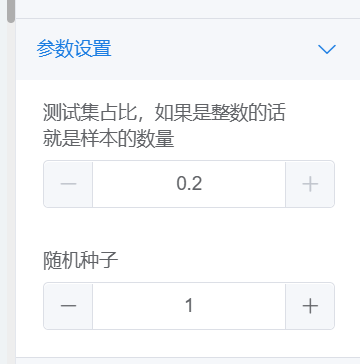 参数设置
测试集占比，如果是整数的话
就是样本的数量
0.2
随机种子
1